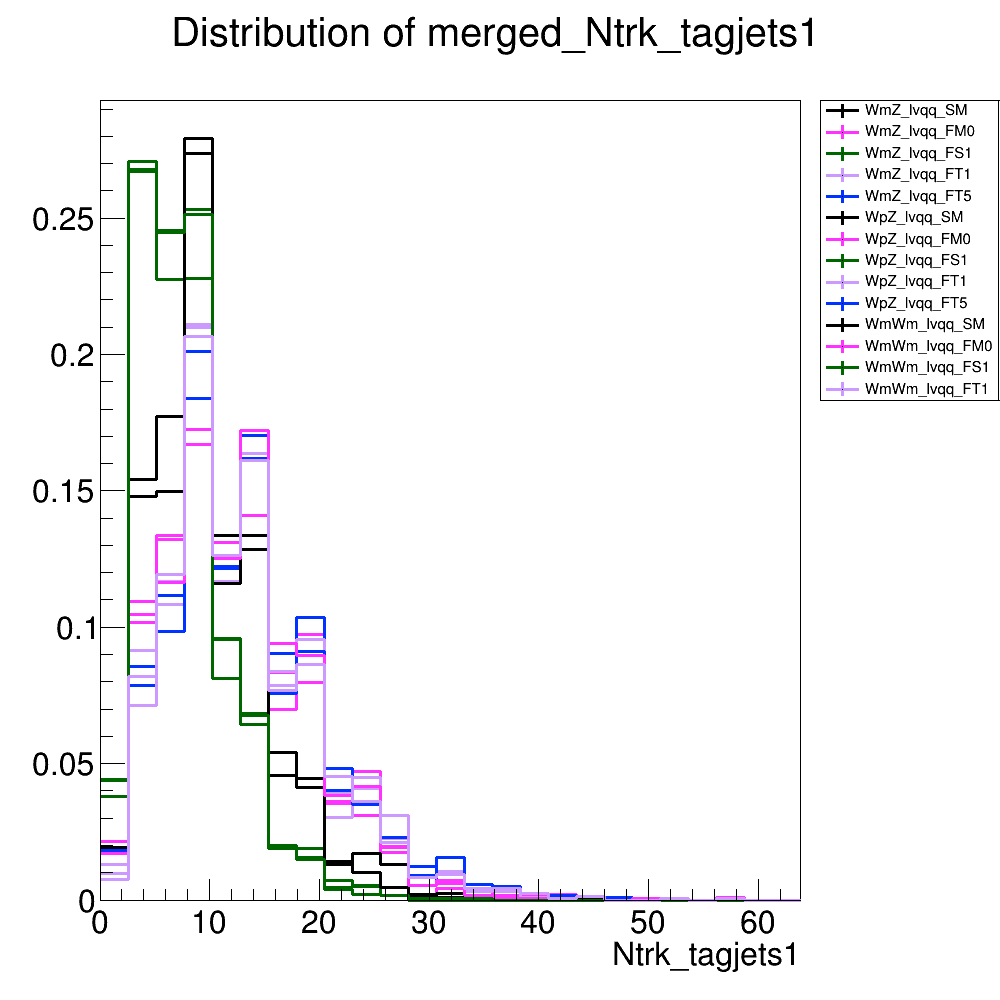 Distribution of merged_Ntrk_tagjets1
WmZ_lvqq_SM
WmZ_lvqq_FM0
WmZ_lvqq_FS1
WmZ_lvqq_FT1
WmZ_lvqq_FT5
WpZ_lvqq_SM
WpZ_lvqq_FM0
WpZ_lvqq_FS1
WpZ_lvqq_FT1
WpZ_lvqq_FT5
WmWm_lvqq_SM
WmWm_lvqq_FM0
WmWm_lvqq_FS1
WmWm_lvqq_FT1
0.25
0.2
0.15
0.1
0.05
0
0 10 20 30 40 50 60
Ntrk_tagjets1